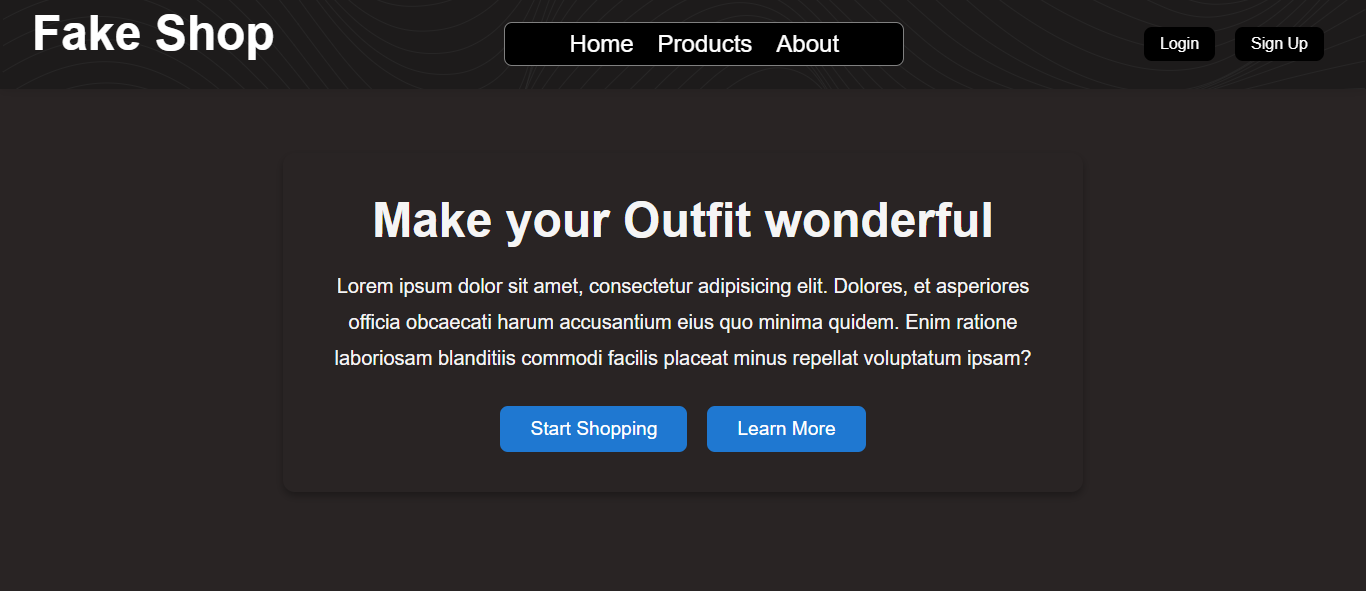 Fake Shop
Home Products About
Login Sign Up
Make your Outfit wonderful
Lorem ipsum dolor sit amet, consectetur adipisicing elit. Dolores, et asperiores
officia obcaecati harum accusantium eius quo minima quidem. Enim ratione
laboriosam blanditiis commodi facilis placeat minus repellat voluptatum ipsam?
Start Shopping Learn More